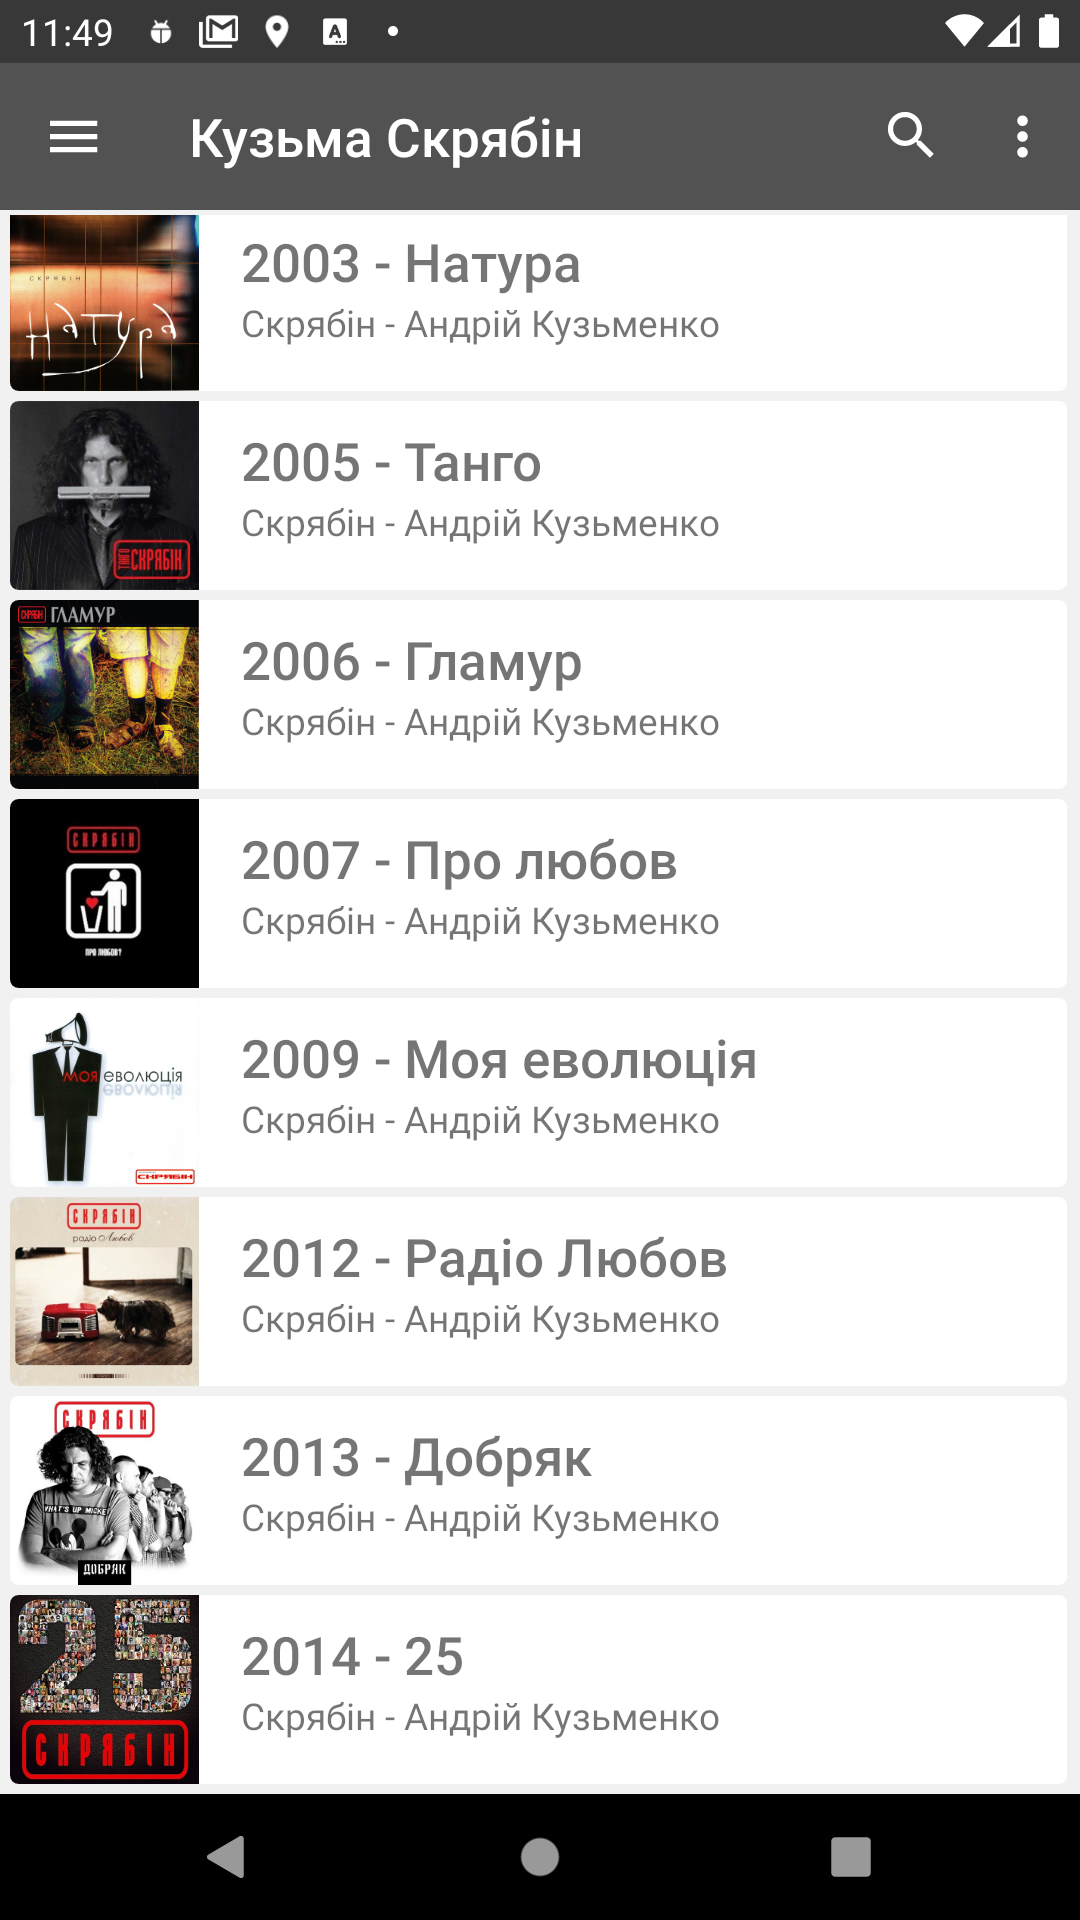 11:49
Кузьма Скрябін
СКРЯБІН
Натура
2003 - Натура
Скрябін - Андрій Кузьменко
ТАНГО СКРЯБІН
2005 - Танго
Скрябін - Андрій Кузьменко
СКРЯБІН ГЛАМУР
2006 - Гламур
Скрябін - Андрій Кузьменко
СКРЯБІН
ПРО ЛЮБОВ?
2007 - Про любов
Скрябін - Андрій Кузьменко
МОЯ еволюція
СКРЯБІН
2009 - Моя еволюція
Скрябін - Андрій Кузьменко
СКРЯБІН
радіо Любов
2012 - Радіо Любов
Скрябін - Андрій Кузьменко
СКРЯБІН
WHAT'S UP MICKE
ДОБРЯК
2013 - Добряк
Скрябін - Андрій Кузьменко
25
СКРЯБІН
2014 - 25
Скрябін - Андрій Кузьменко